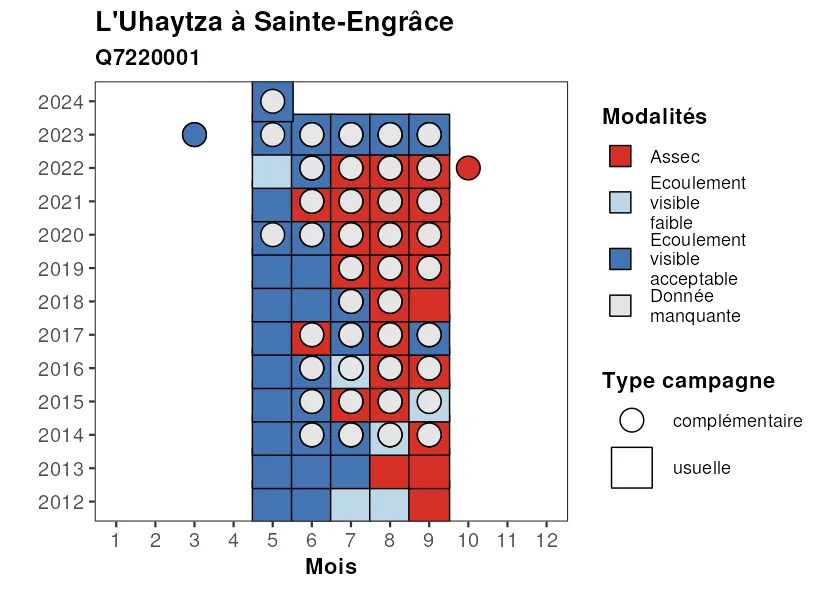 L'Uhaytza à Sainte-Engrâce
Q7220001
2024
2023
2022
2021
2020
2019
2018
2017
2016
2015
2014
2013
2012
1 2 3 4 5 6 7 8 9 10 11 12
Mois
Modalités
Assec
Ecoulement
visible
faible
Ecoulement
visible
acceptable
Donnée
manquante
Type campagne
complémentaire
usuelle